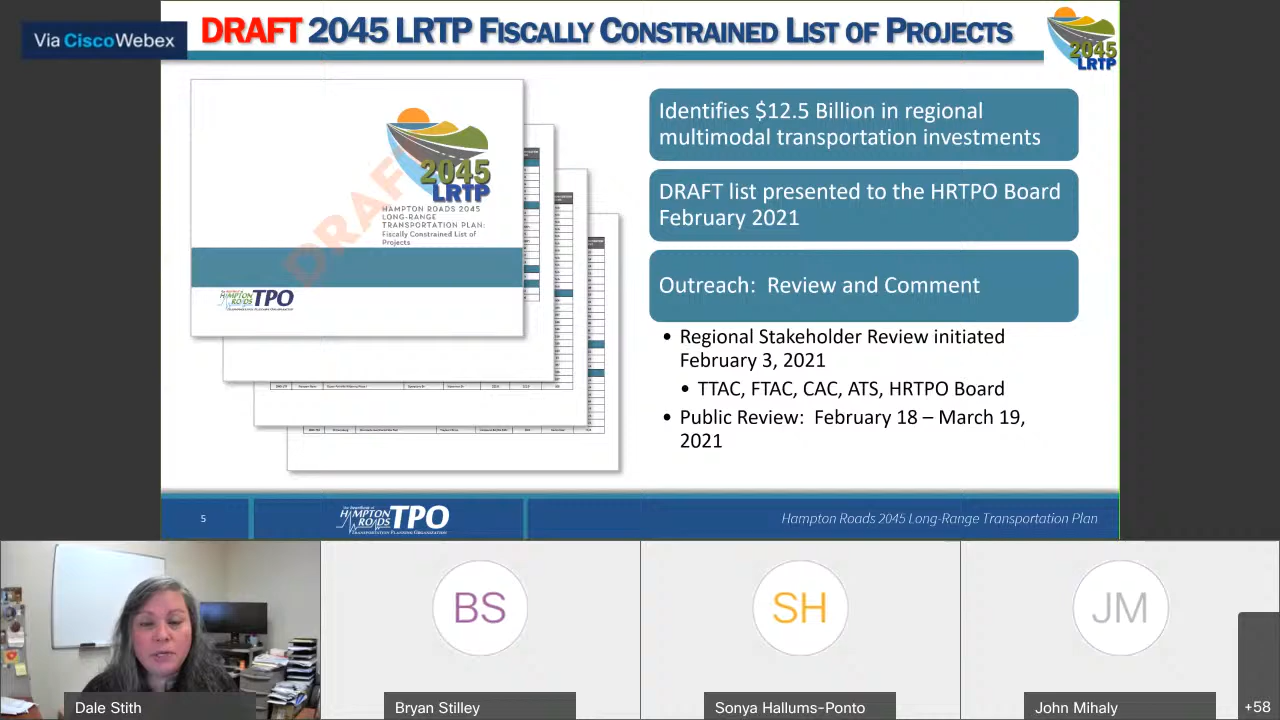 Via CiscoWebex
DRAFT 2045 LRTP FISCALLY CONSTRAINED LIST OF PROJECTS
2045
LRTP
DRAFT
2045
LRTP
HAMPTON ROADS 2045
LONG-RANGE
TRANSPORTATION PLAN:
Fiscally Constrained List of
Projects
HAMPTON
ROADS TPO
TRANSPORTATION PLANNING ORGANIZATION
Identifies $12.5 Billion in regional
multimodal transportation investments
DRAFT list presented to the HRTPO Board
February 2021
Outreach:  Review and Comment
• Regional Stakeholder Review initiated
February 3, 2021
• TTAC, FTAC, CAC, ATS, HRTPO Board
• Public Review:  February 18 – March 19,
2021
5
HAMPTON
ROADS TPO
TRANSPORTATION PLANNING ORGANIZATION
Hampton Roads 2045 Long-Range Transportation Plan
BS
SH
JM
Dale Stith
Bryan Stilley
Sonya Hallums-Ponto
John Mihaly
+58